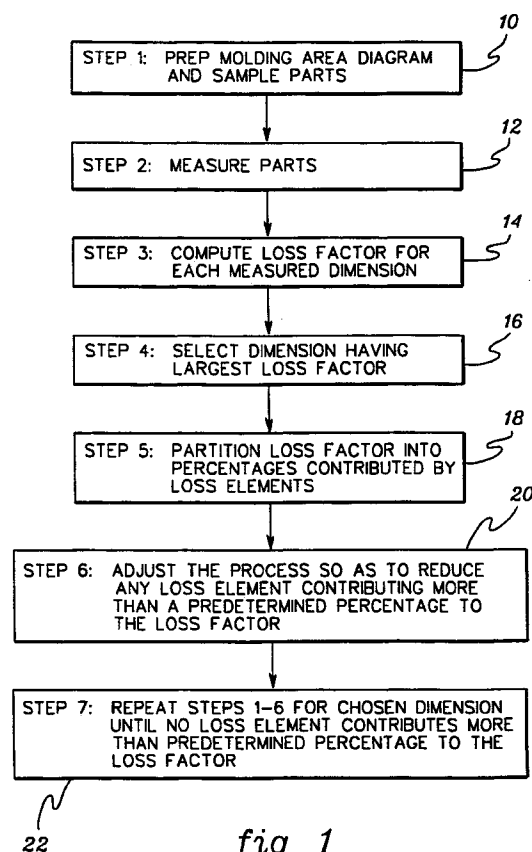 10
STEP 1: PREP MOLDING AREA DIAGRAM
AND SAMPLE PARTS
12
STEP 2: MEASURE PARTS
14
STEP 3: COMPUTE LOSS FACTOR FOR
EACH MEASURED DIMENSION
16
STEP 4: SELECT DIMENSION HAVING
LARGEST LOSS FACTOR
18
STEP 5: PARTITION LOSS FACTOR INTO
PERCENTAGES CONTRIBUTED BY
LOSS ELEMENTS
20
STEP 6: ADJUST THE PROCESS SO AS TO REDUCE
ANY LOSS ELEMENT CONTRIBUTING MORE
THAN A PREDETERMINED PERCENTAGE TO
THE LOSS FACTOR
STEP 7: REPEAT STEPS 1-6 FOR CHOSEN DIMENSION
UNTIL NO LOSS ELEMENT CONTRIBUTES MORE
THAN PREDETERMINED PERCENTAGE TO THE
LOSS FACTOR
22
fig. 1